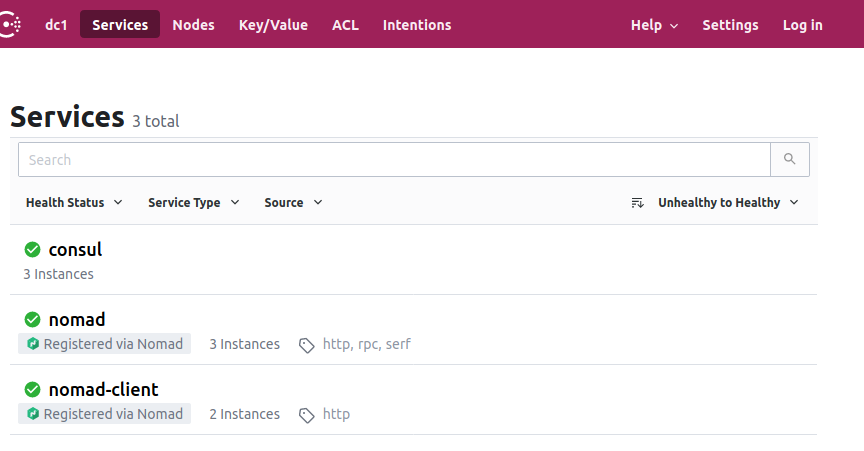 dc1 Services Nodes Key/Value ACL Intentions Help Settings Log in
Services 3 total
Search
Health Status Service Type Source Unhealthy to Healthy
consul
3 Instances
nomad
Registered via Nomad 3 Instances http, rpc, serf
nomad-client
Registered via Nomad 2 Instances http